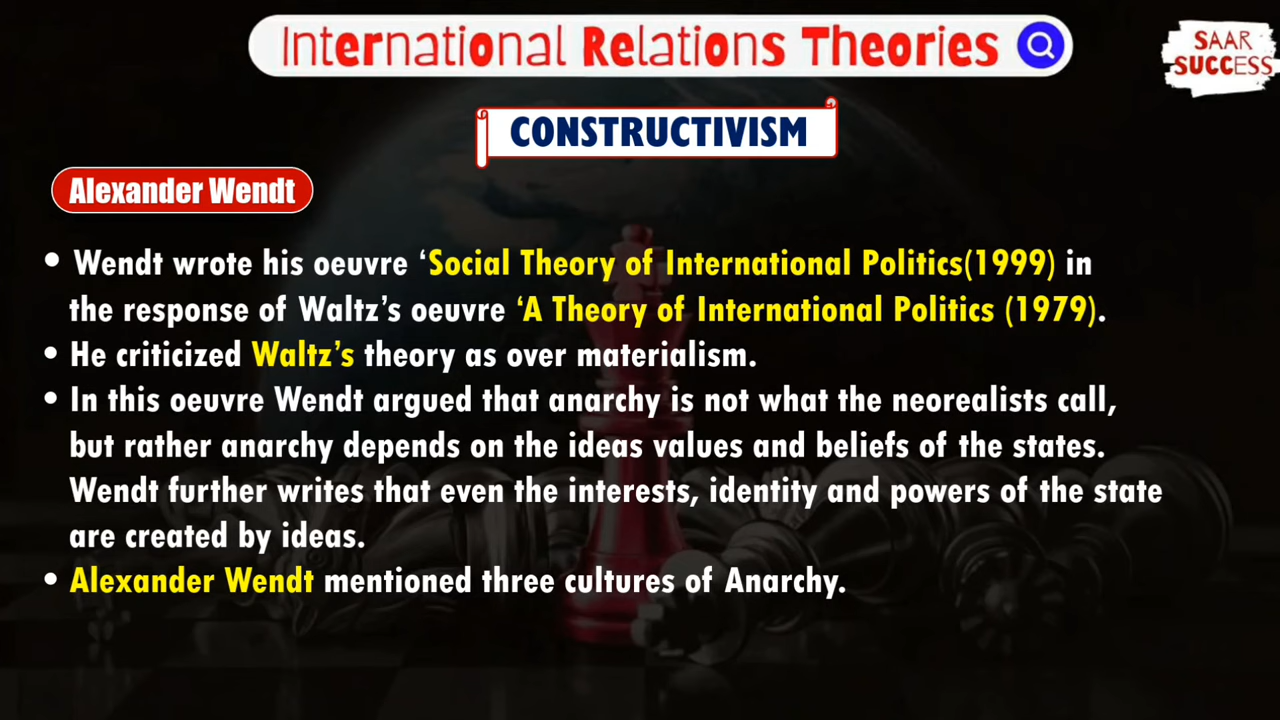 International Relations Theories
SAAR
SUCCESS
CONSTRUCTIVISM
Alexander Wendt
• Wendt wrote his oeuvre ‘Social Theory of International Politics(1999) in
the response of Waltz’s oeuvre ‘A Theory of International Politics (1979).
• He criticized Waltz’s theory as over materialism.
• In this oeuvre Wendt argued that anarchy is not what the neorealists call,
but rather anarchy depends on the ideas values and beliefs of the states.
Wendt further writes that even the interests, identity and powers of the state
are created by ideas.
• Alexander Wendt mentioned three cultures of Anarchy.